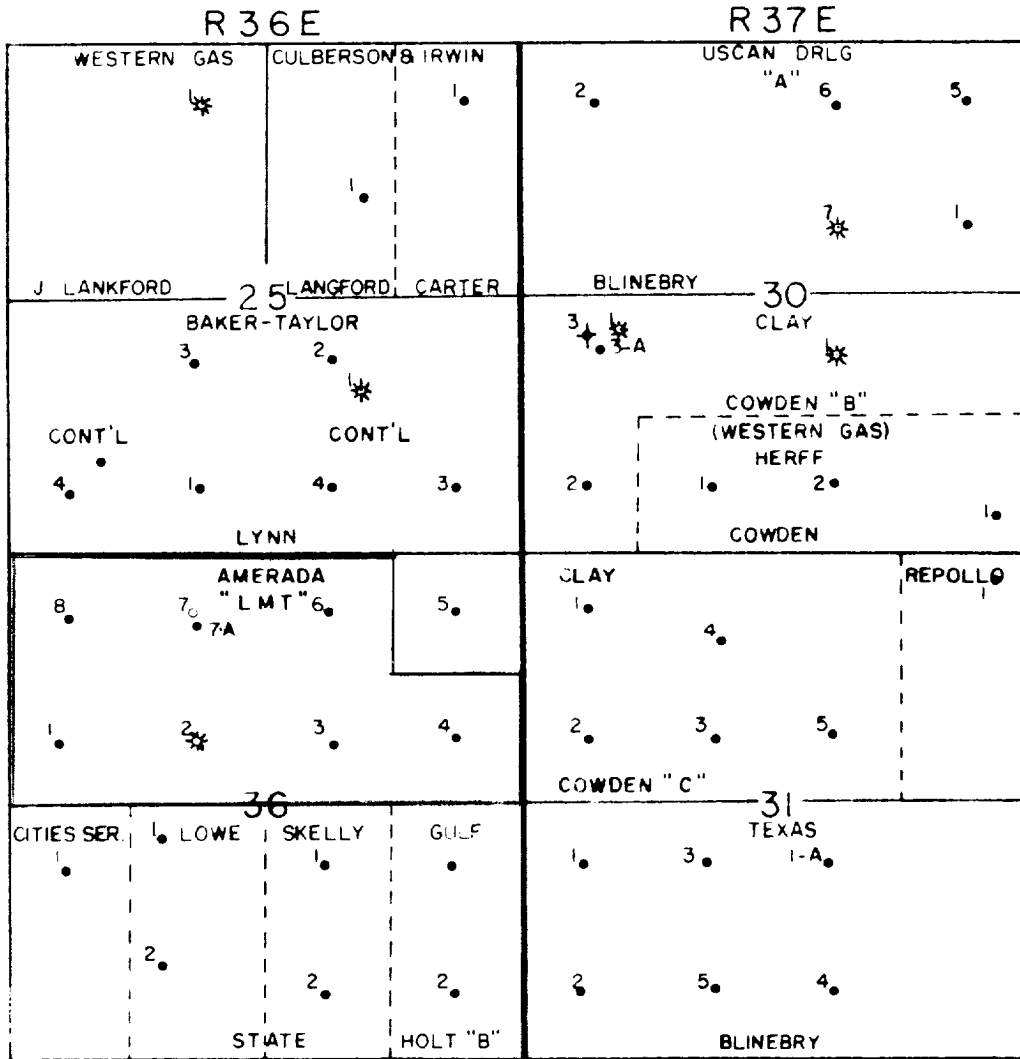 R 36 E
R 37 E
WESTERN GAS
CULBERSON & IRWIN
USCAN DRLG
"A"
1
1
2
6
5
1
7
1
J LANKFORD
LANGFORD
CARTER
BLINEBRY
25
30
BAKER-TAYLOR
CLAY
3
2
1
3
1
3-A
1
COWDEN "B"
CONT'L
CONT'L
(WESTERN GAS)
HERFF
4
1
4
3
2
1
2
1
LYNN
COWDEN
AMERADA
"LMT"
CLAY
REPOLLO
8
7
7-A
6
5
1
4
1
1
2
3
4
2
3
5
COWDEN "C"
36
31
CITIES SER.
LOWE
SKELLY
GULF
TEXAS
1
1
1
1
3
1-A
2
2
2
2
5
4
STATE
HOLT "B"
BLINEBRY